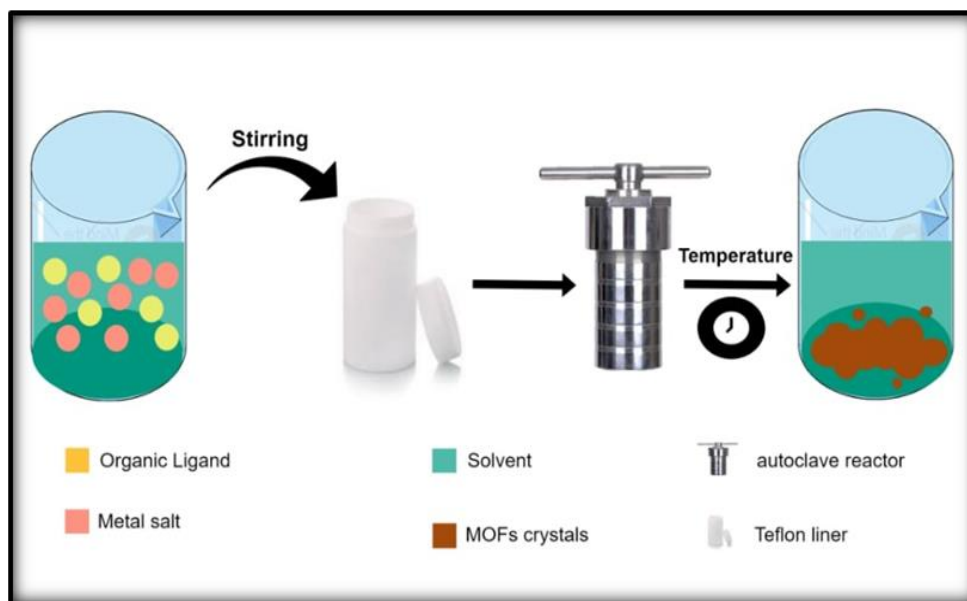 Stirring
Temperature
Organic Ligand
Solvent
autoclave reactor
Metal salt
MOFs crystals
Teflon liner